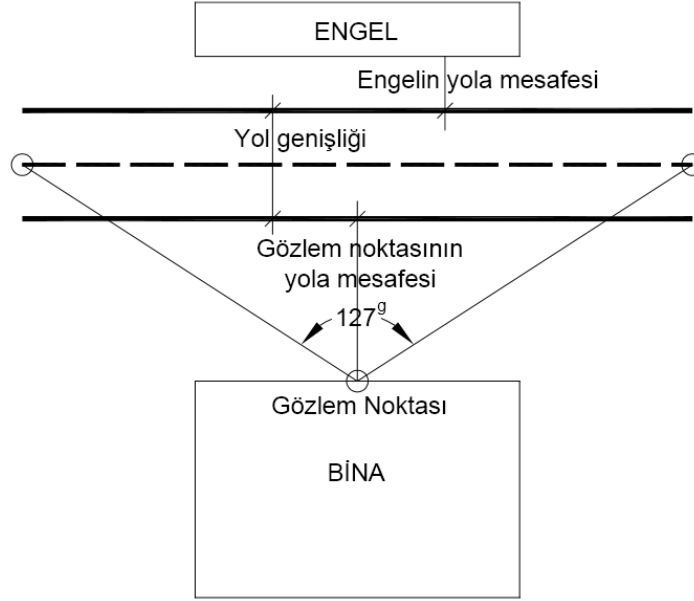 ENGEL
Engelin yola mesafesi
Yol genişliği
Gözlem noktasının
yola mesafesi
127g
Gözlem Noktası
BİNA